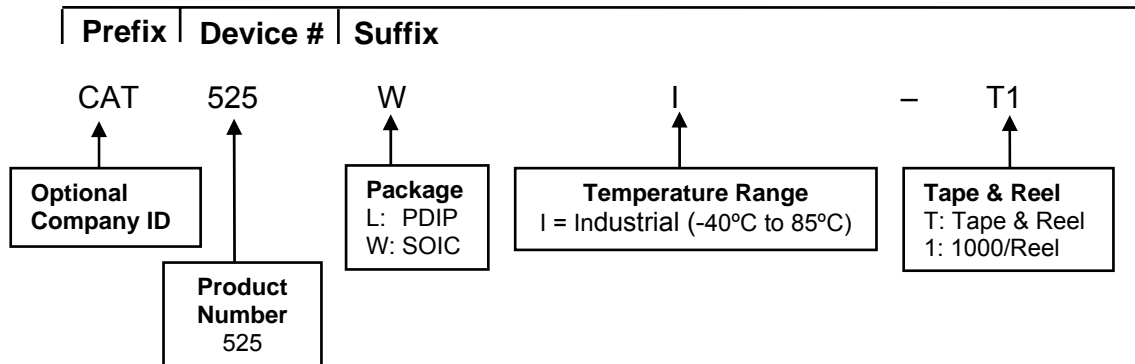 Prefix Device # Suffix
CAT 525 W I – T1
Optional
Company ID
Product
Number
525
Package
L: PDIP
W: SOIC
Temperature Range
I = Industrial (-40ºC to 85ºC)
Tape & Reel
T: Tape & Reel
1: 1000/Reel